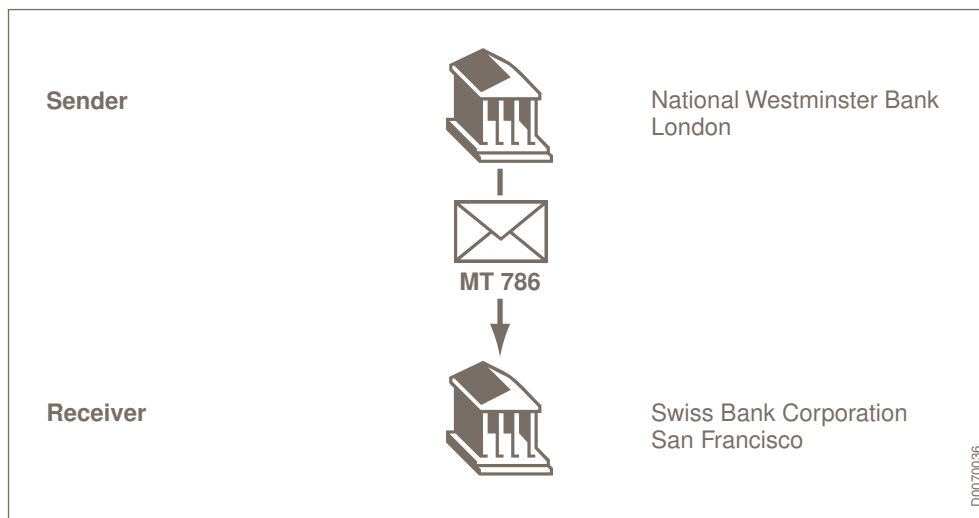 Sender
National Westminster Bank
London
MT 786
Receiver
Swiss Bank Corporation
San Francisco
D0070036